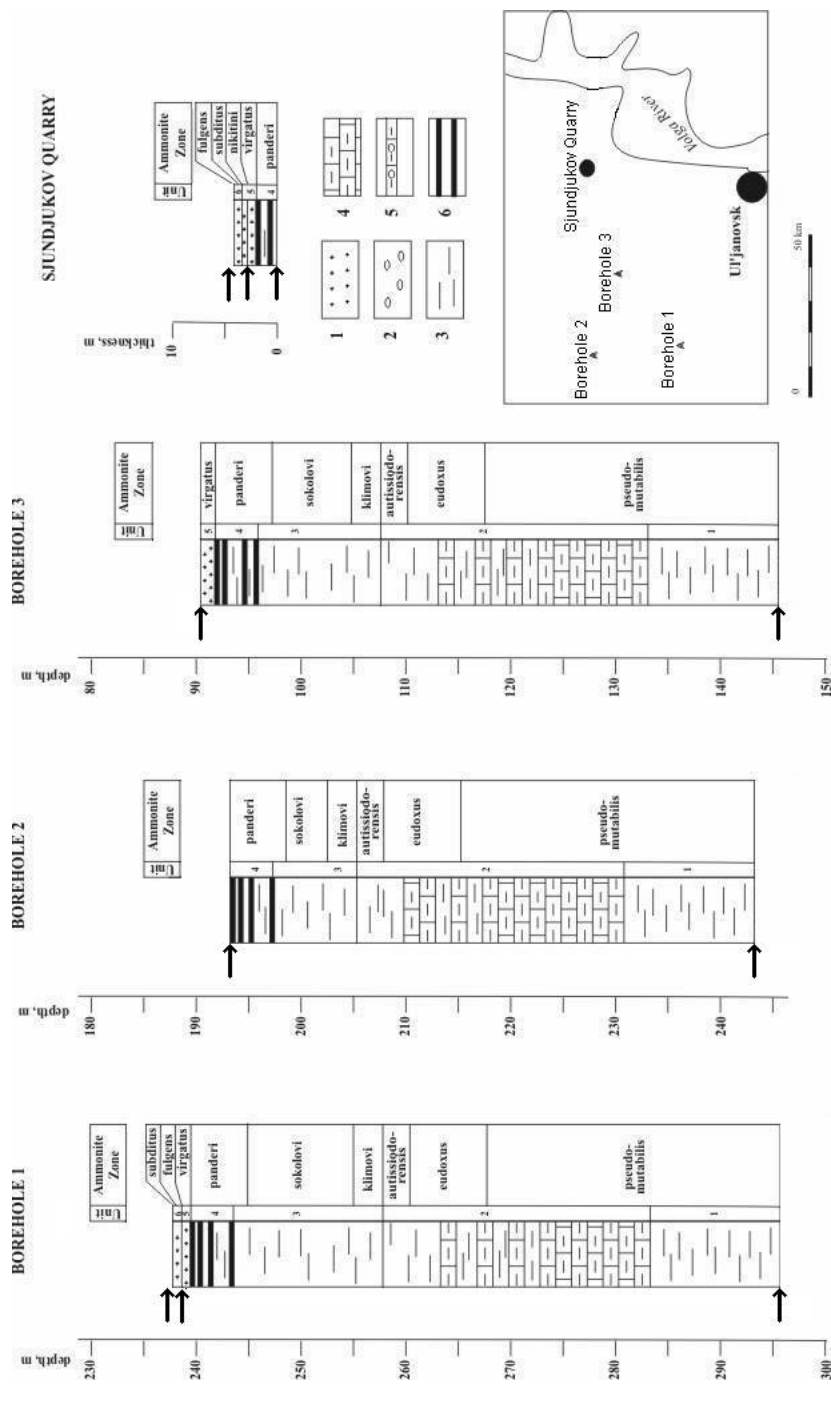 BOREHOLE 1
depth, m
230
240
250
260
270
280
290
300
Unit
Ammonite
Zone
6
5
4
3
2
1
subditus
fulgens
virgatus
panderi
sokolovi
klimovi
autissiodo-
rensis
eudoxus
pseudo-
mutabilis
BOREHOLE 2
depth, m
180
190
200
210
220
230
240
Unit
Ammonite
Zone
4
3
2
1
panderi
sokolovi
klimovi
autissiodo-
rensis
eudoxus
pseudo-
mutabilis
BOREHOLE 3
depth, m
80
90
100
110
120
130
140
150
Unit
Ammonite
Zone
5
4
3
2
1
virgatus
panderi
sokolovi
klimovi
autissiodo-
rensis
eudoxus
pseudo-
mutabilis
SJUNDJUKOV QUARRY
thickness, m
10
0
Unit
Ammonite
Zone
6
5
4
fulgens
subditus
nikitini
virgatus
panderi
1
2
3
4
5
6
Borehole 2
Borehole 3
Sjundjukov Quarry
Borehole 1
Volga River
Ul'janovsk
0
50 km